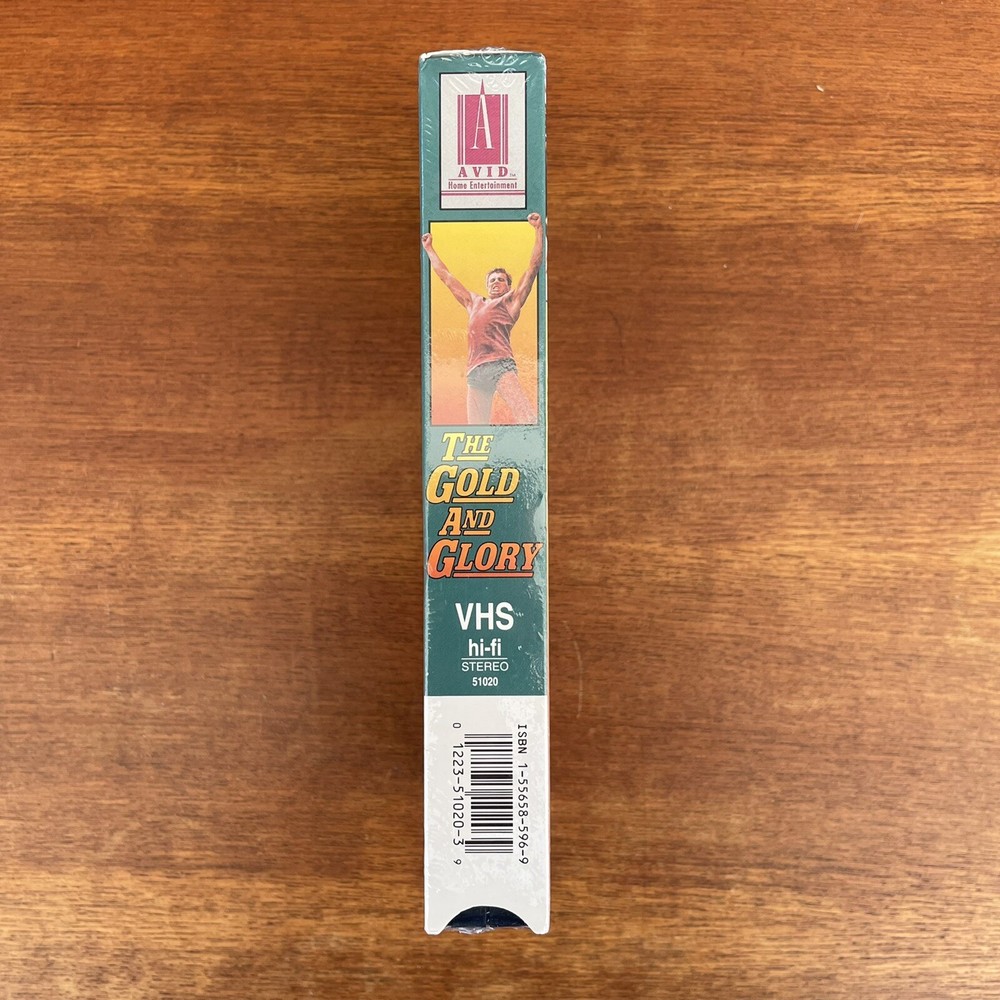 A
AVID™
Home Entertainment
THE
GOLD
AND
GLORY
VHS
hi-fi
STEREO
51020
ISBN 1-55658-596-9
0 1223-51020-3 9